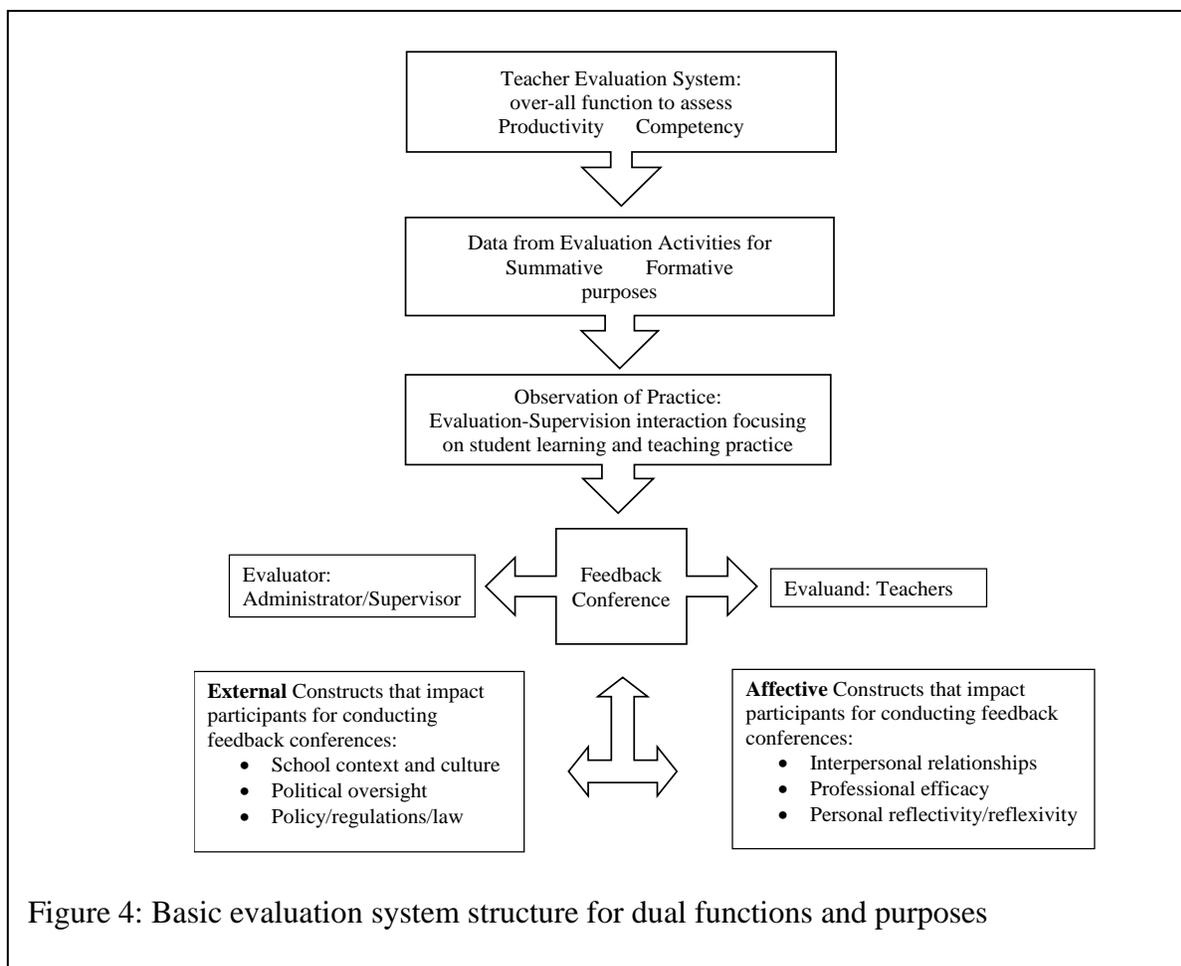 Teacher Evaluation System:
over-all function to assess
Productivity Competency
Data from Evaluation Activities for
Summative Formative
purposes
Observation of Practice:
Evaluation-Supervision interaction focusing
on student learning and teaching practice
Evaluator:
Administrator/Supervisor
Feedback
Conference
Evaluand: Teachers
External Constructs that impact
participants for conducting
feedback conferences:
• School context and culture
• Political oversight
• Policy/regulations/law
Affective Constructs that impact
participants for conducting feedback
conferences:
• Interpersonal relationships
• Professional efficacy
• Personal reflectivity/reflexivity
Figure 4: Basic evaluation system structure for dual functions and purposes